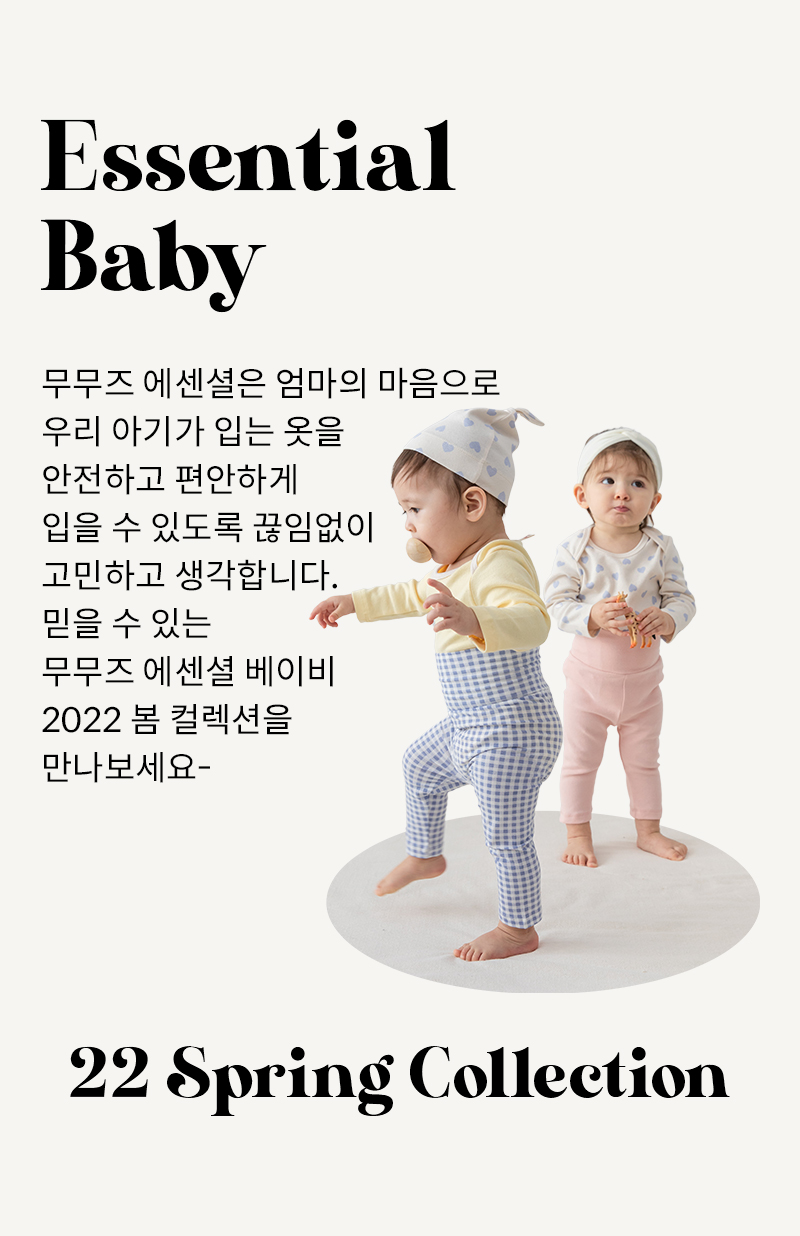 Essential
Baby
무무즈 에센셜은 엄마의 마음으로
우리 아기가 입는 옷을
안전하고 편안하게
입을 수 있도록 끊임없이
고민하고 생각합니다.
믿을 수 있는
무무즈 에센셜 베이비
2022 봄 컬렉션을
만나보세요-
22 Spring Collection